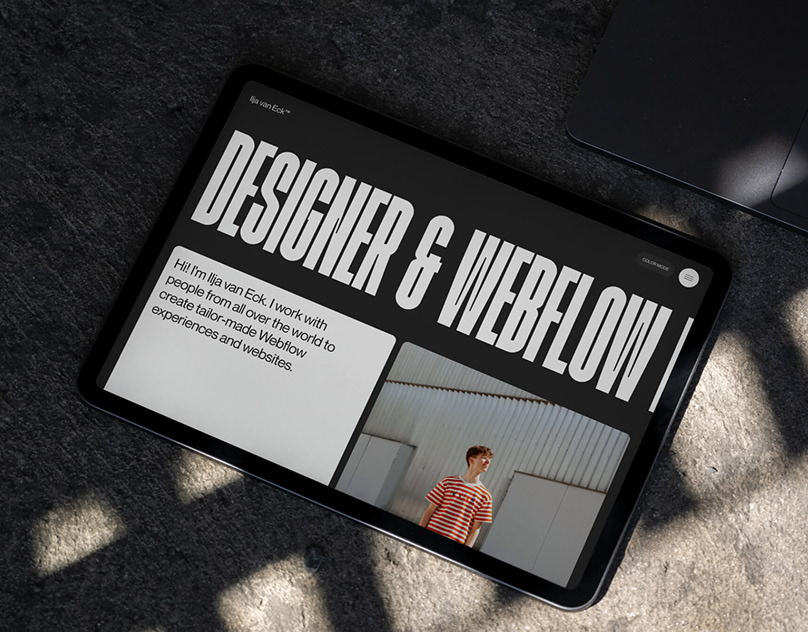 Ilja van Eck™
DESIGNER & WEBFLOW
COLOR MODE
Hi! I'm Ilja van Eck. I work with
people from all over the world to
create tailor-made Webflow
experiences and websites.